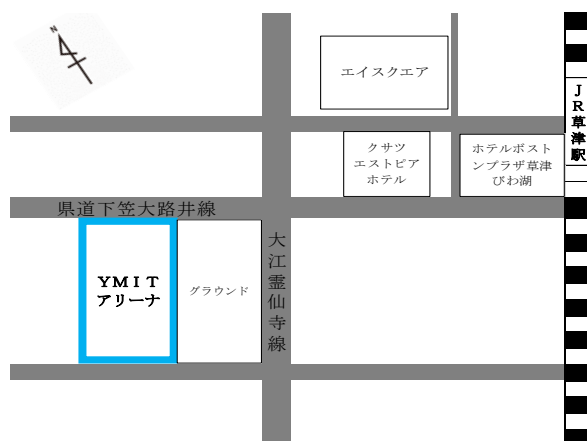 N
エイスクエア
JR草津駅
クサツ
エストピア
ホテル
ホテルボスト
ンプラザ草津
びわ湖
県道下笠大路井線
大江霊仙寺線
YMIT
アリーナ
グラウンド